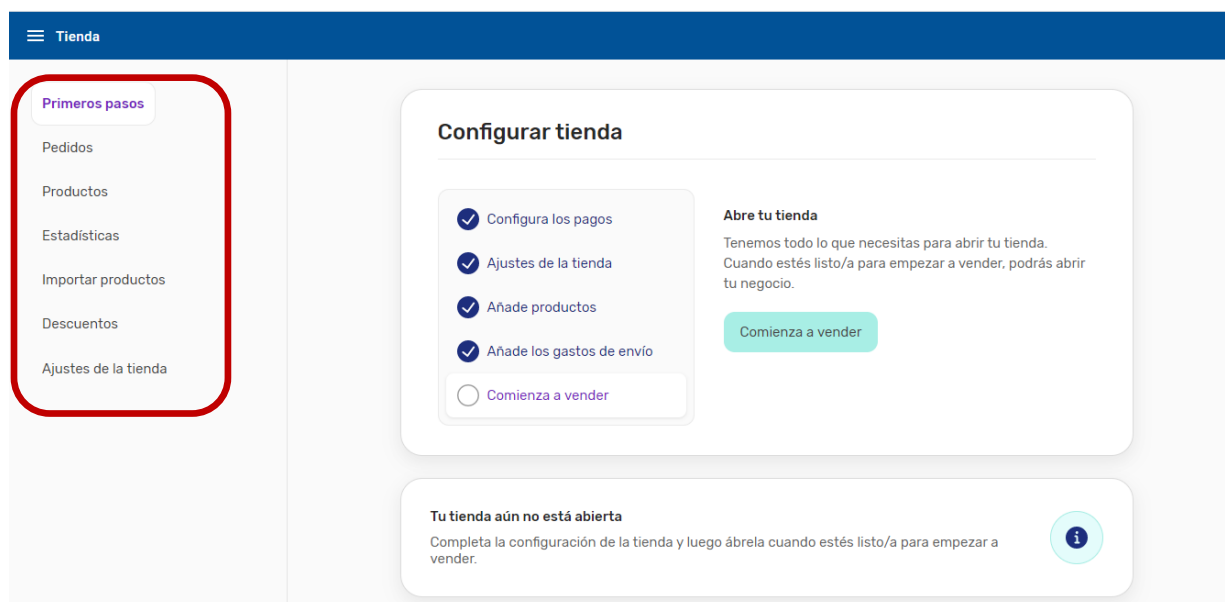 Tienda
Primeros pasos
Pedidos
Productos
Estadísticas
Importar productos
Descuentos
Ajustes de la tienda
Configurar tienda
Configura los pagos
Ajustes de la tienda
Añade productos
Añade los gastos de envío
Comienza a vender
Abre tu tienda
Tenemos todo lo que necesitas para abrir tu tienda.
Cuando estés listo/a para empezar a vender, podrás abrir
tu negocio.
Comienza a vender
Tu tienda aún no está abierta
Completa la configuración de la tienda y luego ábrela cuando estés listo/a para empezar a
vender.